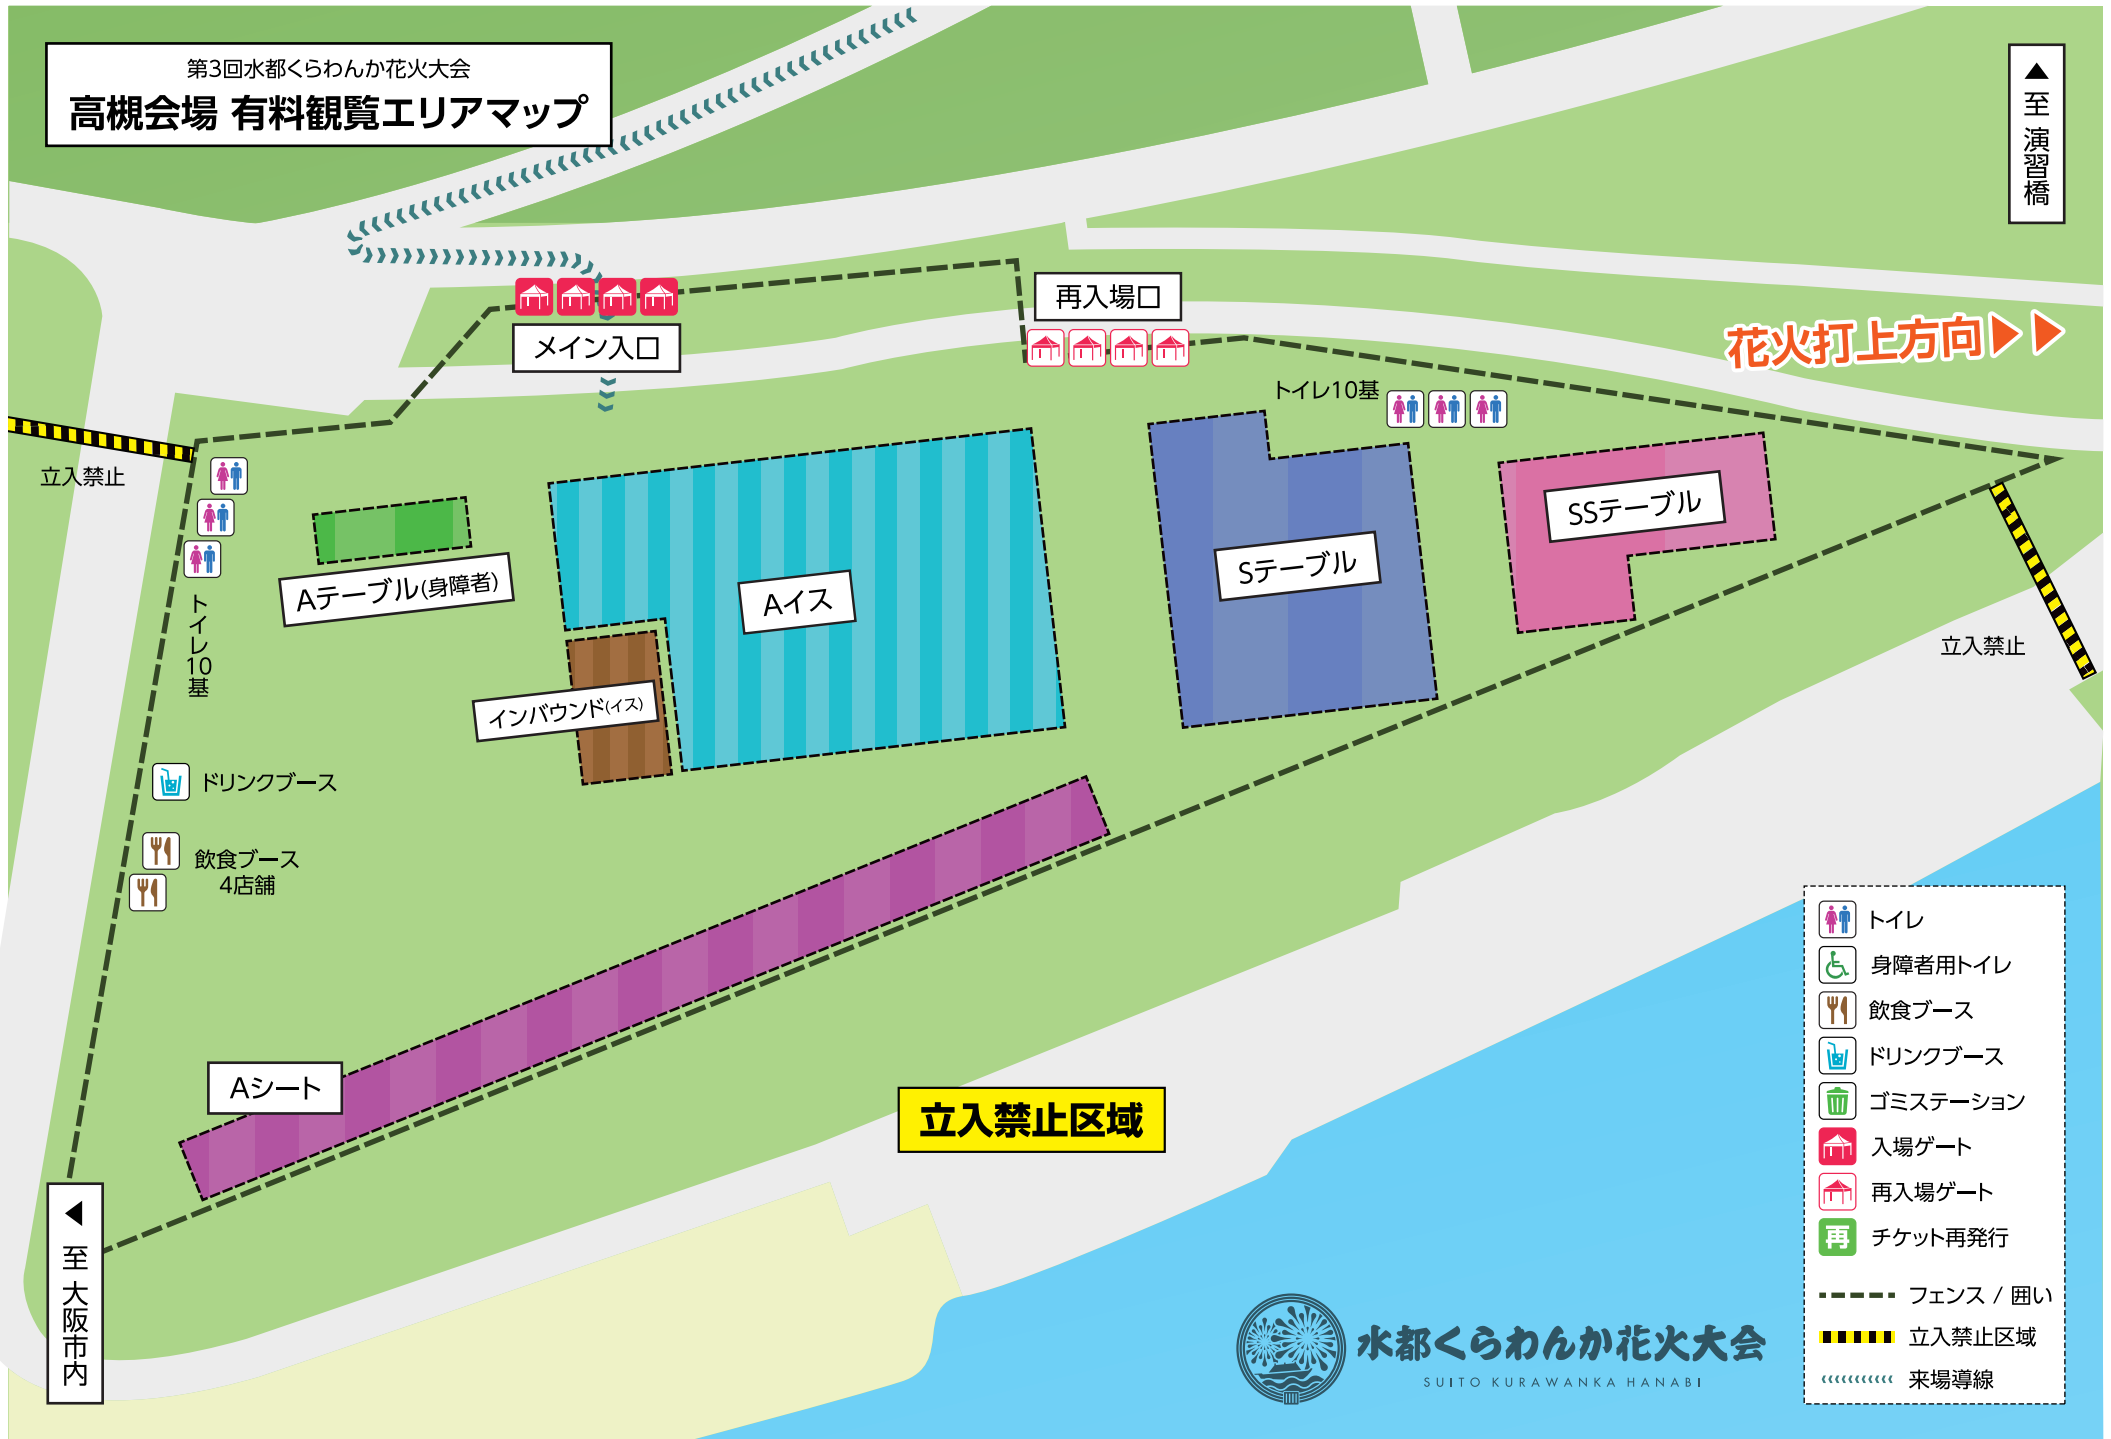 第3回水都くらわんか花火大会
高槻会場 有料観覧エリアマップ
▲至 演習橋
メイン入口
再入場口
花火打上方向▶▶
トイレ10基
立入禁止
Aテーブル(身障者)
Aイス
Sテーブル
SSテーブル
トイレ10基
インバウンド(イス)
立入禁止
ドリンクブース
飲食ブース
4店舗
Aシート
立入禁止区域
◀至 大阪市内
トイレ
身障者用トイレ
飲食ブース
ドリンクブース
ゴミステーション
入場ゲート
再入場ゲート
再 チケット再発行
フェンス / 囲い
立入禁止区域
来場導線
水都くらわんか花火大会
SUITO KURAWANKA HANABI